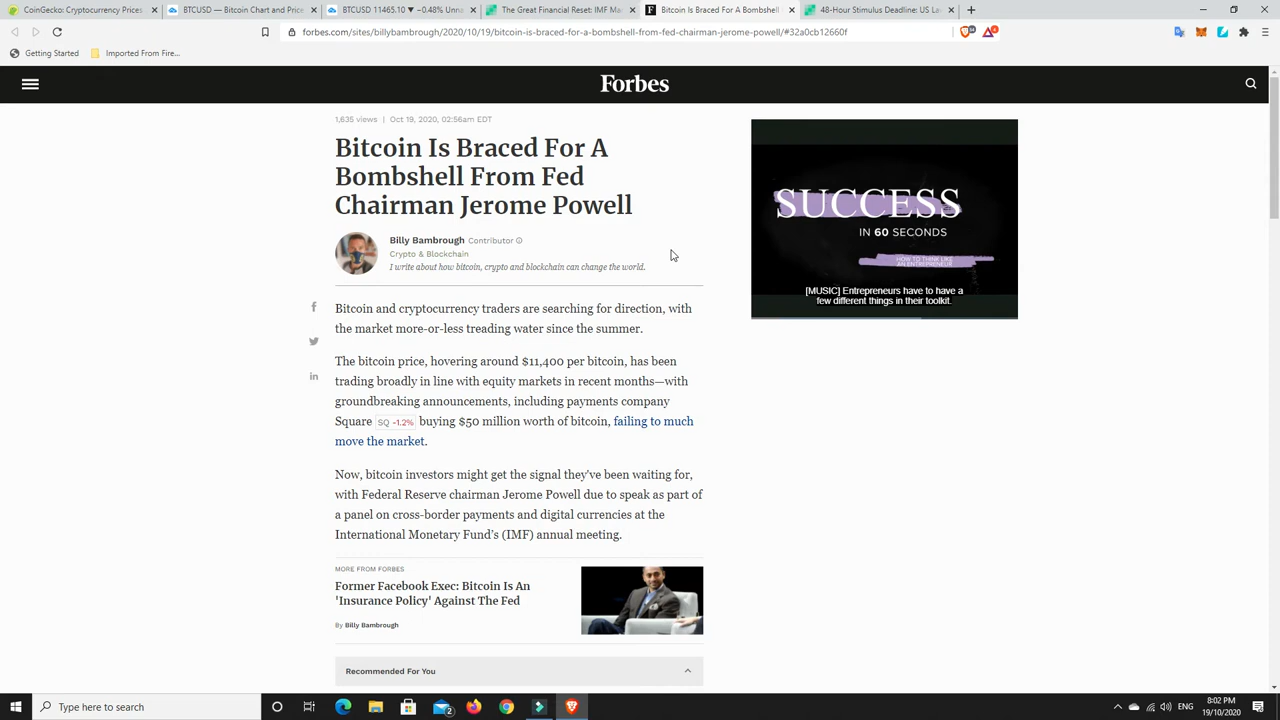 CoinGecko: Cryptocurrency Prices
BTCUSD — Bitcoin Chart and Price
BTCUSD 11465.10 ▼ −0.48% Unna
The Great Financial Reset: IMF Ma
Bitcoin Is Braced For A Bombshell
48-Hour Stimulus Deadline: US La
forbes.com/sites/billybambrough/2020/10/19/bitcoin-is-braced-for-a-bombshell-from-fed-chairman-jerome-powell/#32a0cb12660f
Getting Started
Imported From Fire...
Forbes
1,635 views | Oct 19, 2020, 02:56am EDT
Bitcoin Is Braced For A
Bombshell From Fed
Chairman Jerome Powell
Billy Bambrough Contributor
Crypto & Blockchain
I write about how bitcoin, crypto and blockchain can change the world.
Bitcoin and cryptocurrency traders are searching for direction, with
the market more-or-less treading water since the summer.
The bitcoin price, hovering around $11,400 per bitcoin, has been
trading broadly in line with equity markets in recent months—with
groundbreaking announcements, including payments company
Square SQ -1.2% buying $50 million worth of bitcoin, failing to much
move the market.
Now, bitcoin investors might get the signal they've been waiting for,
with Federal Reserve chairman Jerome Powell due to speak as part of
a panel on cross-border payments and digital currencies at the
International Monetary Fund's (IMF) annual meeting.
MORE FROM FORBES
Former Facebook Exec: Bitcoin Is An
'Insurance Policy' Against The Fed
By Billy Bambrough
Recommended For You
SUCCESS
IN 60 SECONDS
HOW TO THINK LIKE
AN ENTREPRENEUR
[MUSIC] Entrepreneurs have to have a
few different things in their toolkit.
Type here to search
2
ENG
8:02 PM
19/10/2020